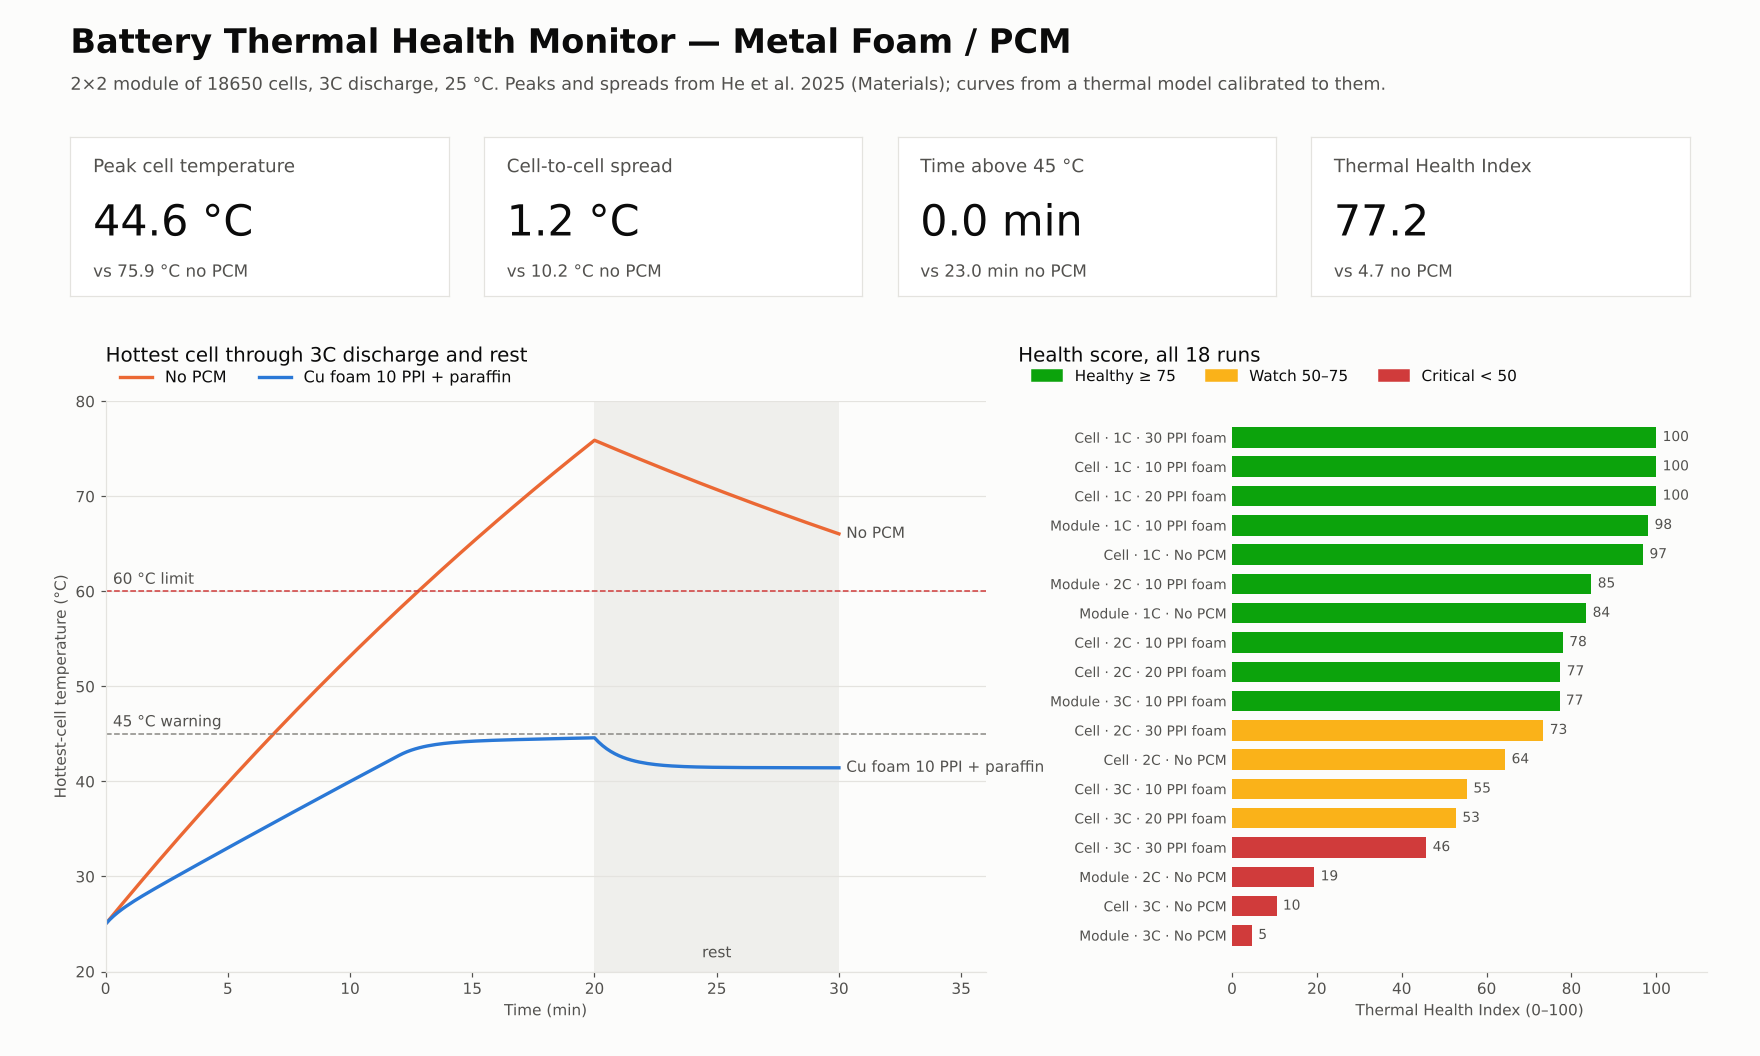 Battery Thermal Health Monitor — Metal Foam / PCM
2×2 module of 18650 cells, 3C discharge, 25 °C. Peaks and spreads from He et al. 2025 (Materials); curves from a thermal model calibrated to them.
Peak cell temperature
44.6 °C
vs 75.9 °C no PCM
Cell-to-cell spread
1.2 °C
vs 10.2 °C no PCM
Time above 45 °C
0.0 min
vs 23.0 min no PCM
Thermal Health Index
77.2
vs 4.7 no PCM
Hottest cell through 3C discharge and rest
No PCM
Cu foam 10 PPI + paraffin
80
70
60
50
40
30
20
Hottest-cell temperature (°C)
60 °C limit
45 °C warning
No PCM
Cu foam 10 PPI + paraffin
rest
0
5
10
15
20
25
30
35
Time (min)
Health score, all 18 runs
Healthy ≥ 75
Watch 50–75
Critical < 50
Cell · 1C · 30 PPI foam 100
Cell · 1C · 10 PPI foam 100
Cell · 1C · 20 PPI foam 100
Module · 1C · 10 PPI foam 98
Cell · 1C · No PCM 97
Module · 2C · 10 PPI foam 85
Module · 1C · No PCM 84
Cell · 2C · 10 PPI foam 78
Cell · 2C · 20 PPI foam 77
Module · 3C · 10 PPI foam 77
Cell · 2C · 30 PPI foam 73
Cell · 2C · No PCM 64
Cell · 3C · 10 PPI foam 55
Cell · 3C · 20 PPI foam 53
Cell · 3C · 30 PPI foam 46
Module · 2C · No PCM 19
Cell · 3C · No PCM 10
Module · 3C · No PCM 5
0
20
40
60
80
100
Thermal Health Index (0–100)